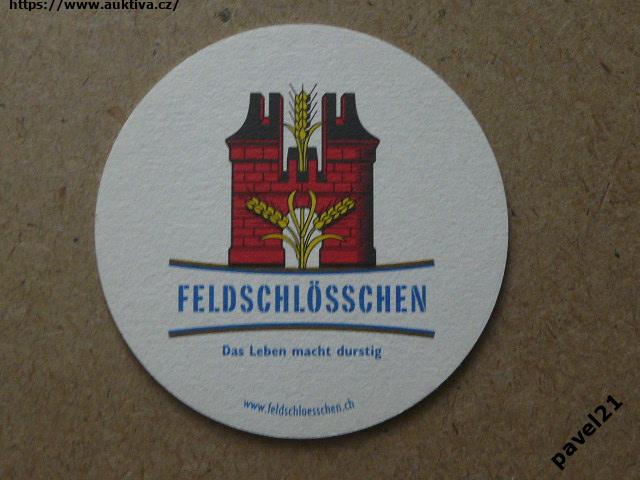 https://www.auktiva.cz/
FELDSCHLÖSSCHEN
Das Leben macht durstig
www.feldschloesschen.ch
pavel21